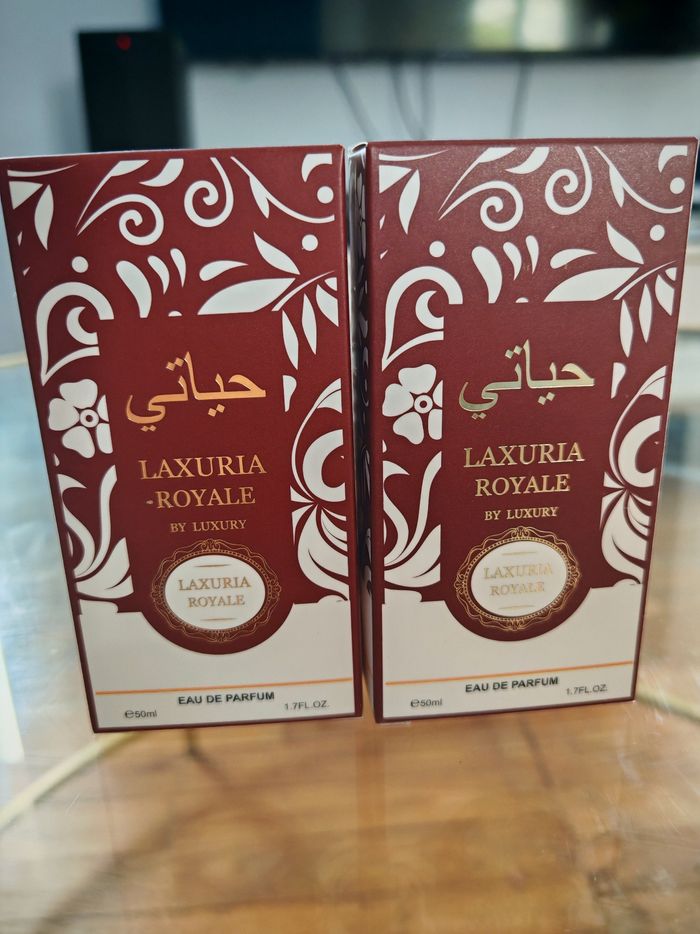 حياتي
LAXURIA
ROYALE
BY LUXURY
LAXURIA
ROYALE
EAU DE PARFUM
℮50ml
1.7FL.OZ.
حياتي
LAXURIA
ROYALE
BY LUXURY
LAXURIA
ROYALE
EAU DE PARFUM
℮50ml
1.7FL.OZ.